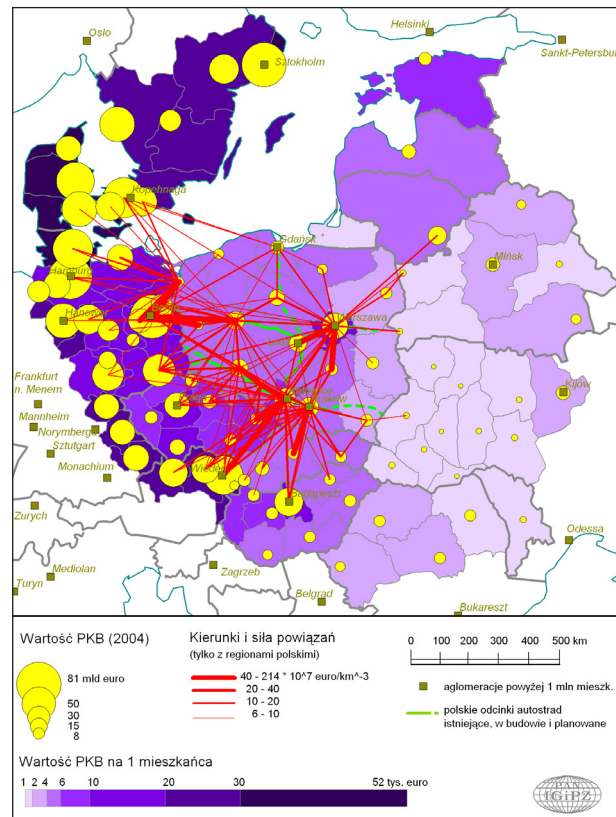 Oslo
Helsinki
Sankt-Petersburg
Sztokholm
Kopenhaga
Gdańsk
Hamburg
Hanower
Mińsk
Warszawa
Frankfurt
n. Menem
Mannheim
Norymberga
Sztutgart
Monachium
Kijów
Wiedeń
Budapeszt
Zurych
Mediolan
Turyn
Zagrzeb
Belgrad
Bukareszt
Odessa
Wartość PKB (2004)
81 mld euro
50
30
15
8
Kierunki i siła powiązań
(tylko z regionami polskimi)
40 - 214 * 10^7 euro/km^-3
20 - 40
10 - 20
6 - 10
0 100 200 300 400 500 km
aglomeracje powyżej 1 mln mieszk.
polskie odcinki autostrad
istniejące, w budowie i planowane
Wartość PKB na 1 mieszkańca
1 2 4 6 10 20 30 52 tys. euro
PAN
IGiPZ